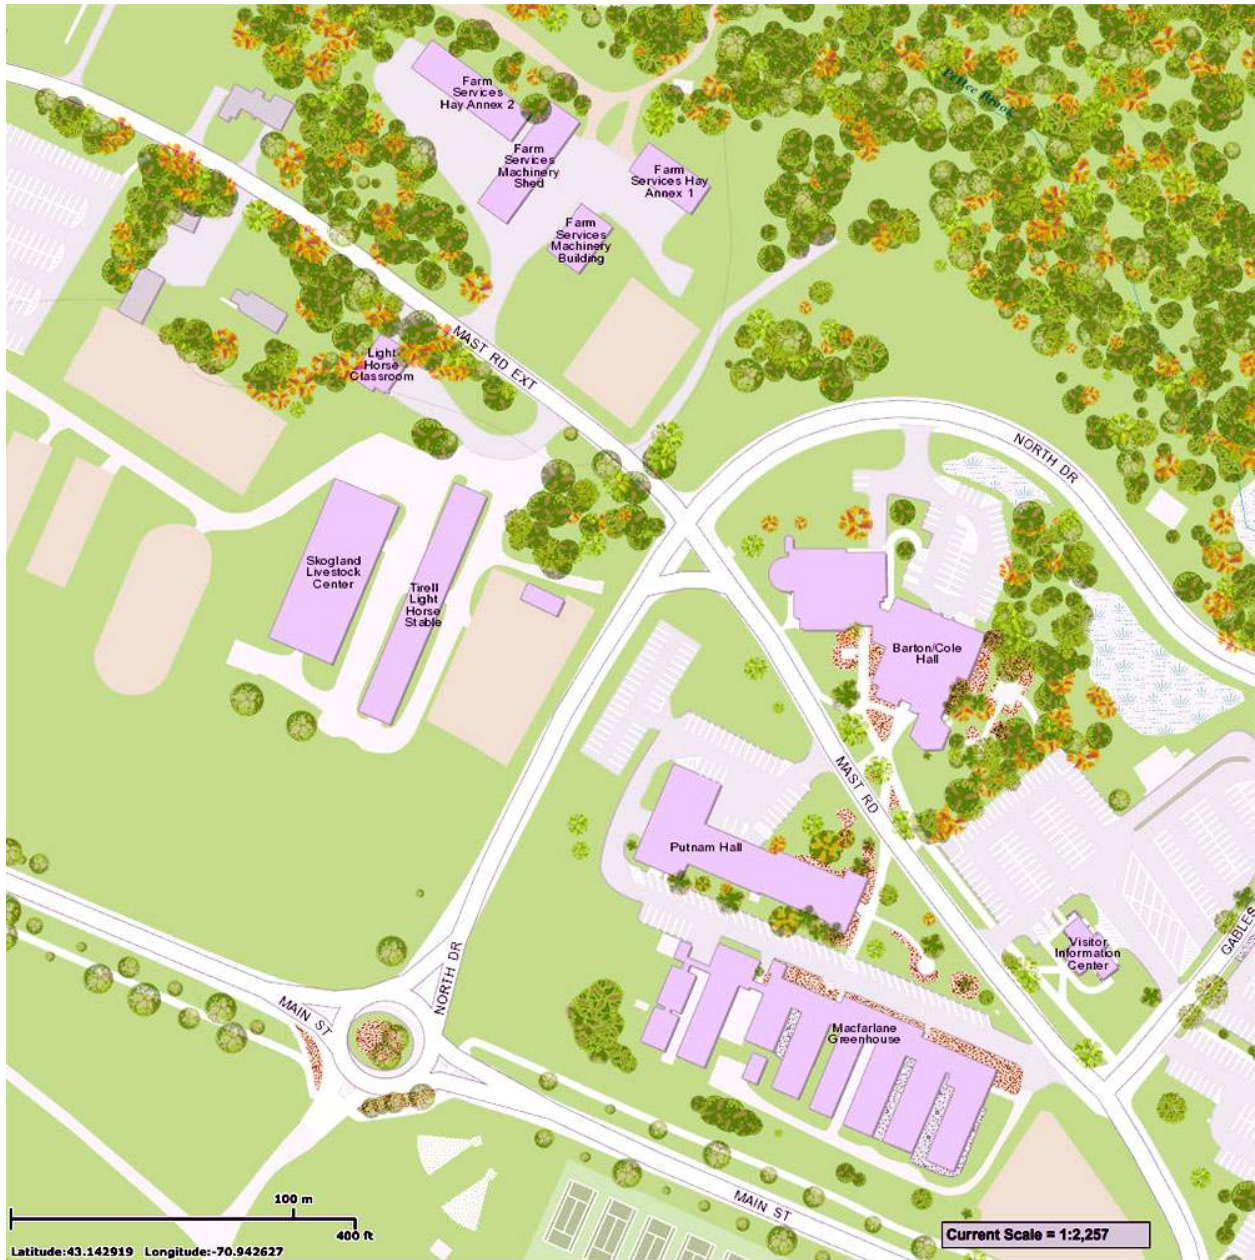 Farm
Services
Hay Annex 2
Pettee Brook
Farm
Services
Machinery
Shed
Farm
Services Hay
Annex 1
Farm
Services
Machinery
Building
MAST RD EXT
Light
Horse
Classroom
NORTH DR
Skogland
Livestock
Center
Tirell
Light
Horse
Stable
Barton/Cole
Hall
MAST RD
Putnam Hall
GABLES
Visitor
Information
Center
NORTH DR
MAIN ST
Macfarlane
Greenhouse
MAIN ST
100 m
400 ft
Current Scale = 1:2,257
Latitude:43.142919 Longitude:-70.942627